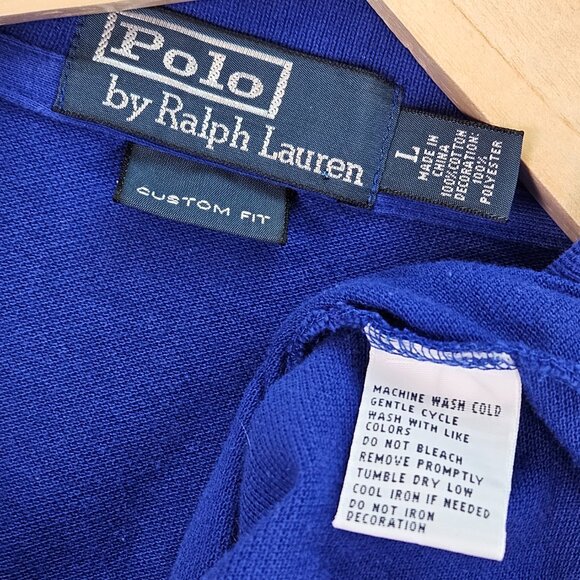 Polo
by Ralph Lauren
CUSTOM FIT
L
MADE IN
CHINA
100% COTTON
DECORATION:
100%
POLYESTER
MACHINE WASH COLD
GENTLE CYCLE
WASH WITH LIKE
COLORS
DO NOT BLEACH
REMOVE PROMPTLY
TUMBLE DRY LOW
COOL IRON IF NEEDED
DO NOT IRON
DECORATION